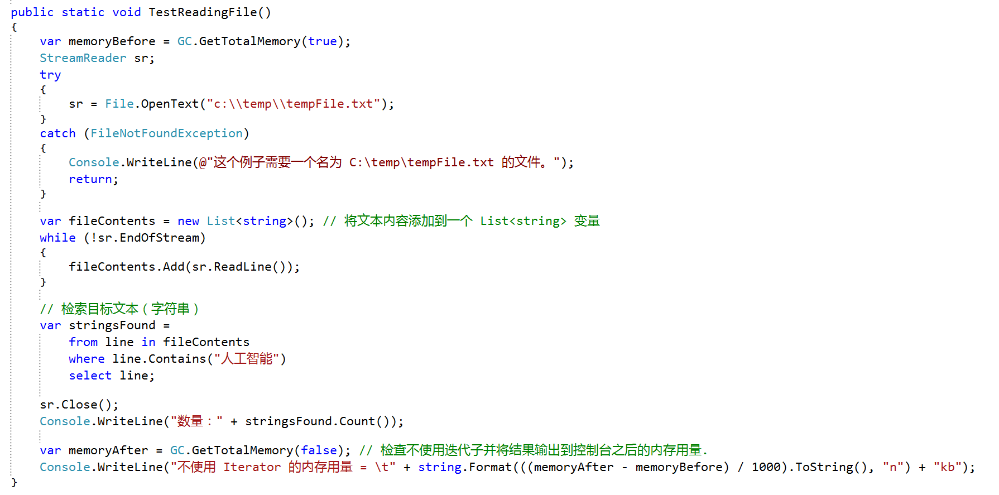 public static void TestReadingFile()
{
    var memoryBefore = GC.GetTotalMemory(true);
    StreamReader sr;
    try
    {
        sr = File.OpenText("c:\\temp\\tempFile.txt");
    }
    catch (FileNotFoundException)
    {
        Console.WriteLine(@"这个例子需要一个名为 C:\temp\tempFile.txt 的文件。");
        return;
    }
    var fileContents = new List<string>(); // 将文本内容添加到一个 List<string> 变量
    while (!sr.EndOfStream)
    {
        fileContents.Add(sr.ReadLine());
    }
    // 检索目标文本（字符串）
    var stringsFound =
        from line in fileContents
        where line.Contains("人工智能")
        select line;
    sr.Close();
    Console.WriteLine("数量：" + stringsFound.Count());
    var memoryAfter = GC.GetTotalMemory(false); // 检查不使用迭代子并将结果输出到控制台之后的内存用量.
    Console.WriteLine("不使用 Iterator 的内存用量 = \t" + string.Format(((memoryAfter - memoryBefore) / 1000).ToString(), "n") + "kb");
}